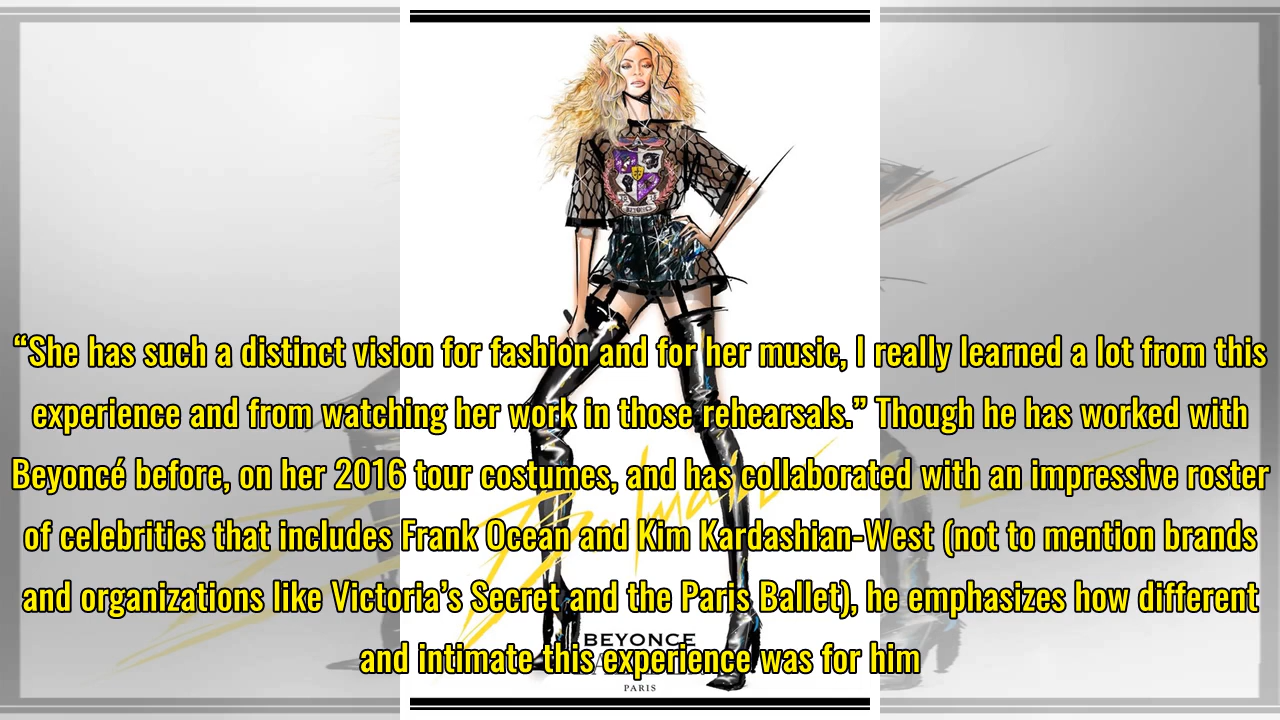 “She has such a distinct vision for fashion and for her music, I really learned a lot from this
experience and from watching her work in those rehearsals.” Though he has worked with
Beyoncé before, on her 2016 tour costumes, and has collaborated with an impressive roster
Balmain
of celebrities that includes Frank Ocean and Kim Kardashian-West (not to mention brands
and organizations like Victoria’s Secret and the Paris Ballet), he emphasizes how different
BEYONCE
and intimate this experience was for him
PARIS